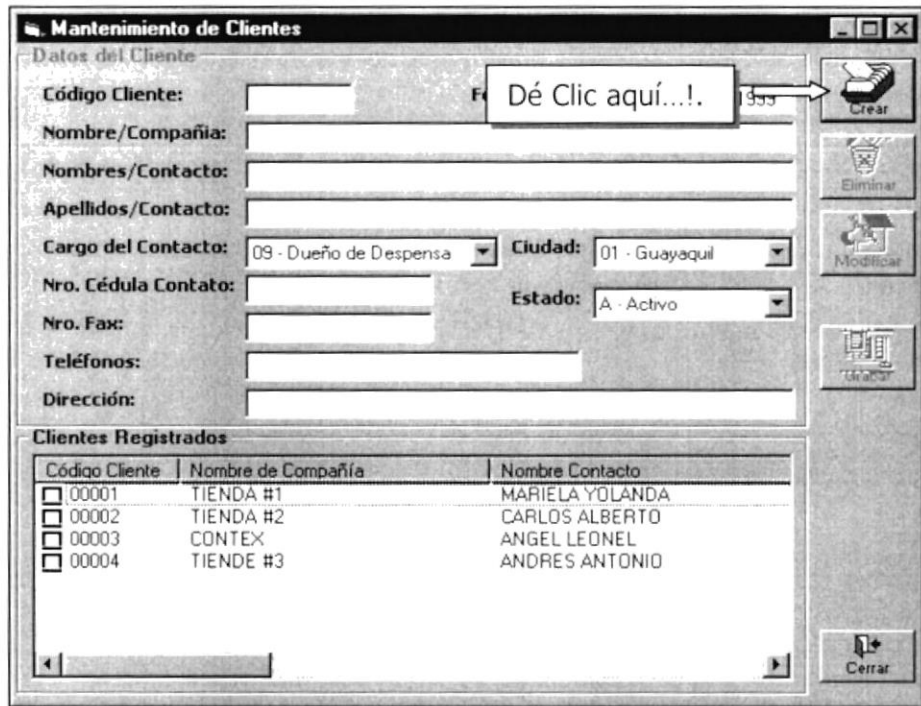 Mantenimiento de Clientes
Datos del Cliente
Código Cliente:
Dé Clic aquí...!.
Crear
Nombre/Compañia:
Nombres/Contacto:
Eliminar
Apellidos/Contacto:
Cargo del Contacto: 09 - Dueño de Despensa Ciudad: 01 - Guayaquil
Modificar
Nro. Cédula Contato:
Estado: A - Activo
Nro. Fax:
Grabar
Teléfonos:
Dirección:
Clientes Registrados
Código Cliente Nombre de Compañía Nombre Contacto
00001 TIENDA #1 MARIELA YOLANDA
00002 TIENDA #2 CARLOS ALBERTO
00003 CONTEX ANGEL LEONEL
00004 TIENDE #3 ANDRES ANTONIO
Cerrar